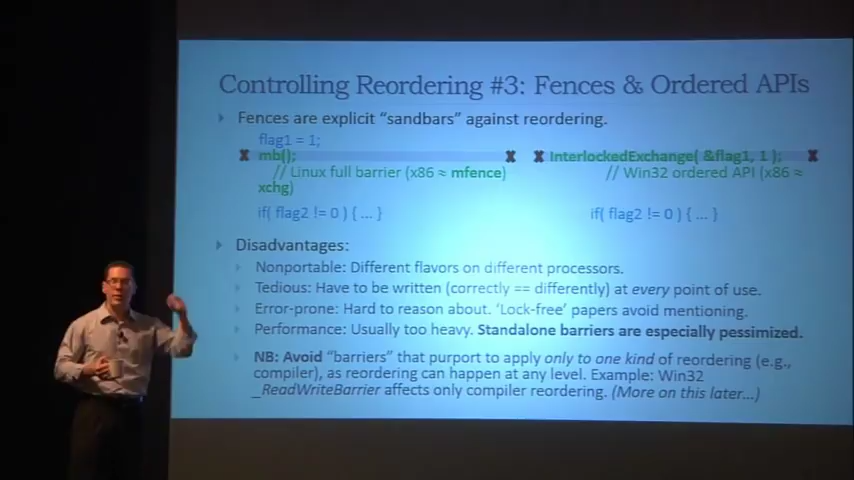 Controlling Reordering #3: Fences & Ordered APIs
Fences are explicit “sandbars” against reordering.
flag1 = 1;
mb(); InterlockedExchange( &flag1, 1 );
// Linux full barrier (x86 ≈ mfence) // Win32 ordered API (x86 ≈
xchg)
if( flag2 != 0 ) { ... } if( flag2 != 0 ) { ... }
Disadvantages:
Nonportable: Different flavors on different processors.
Tedious: Have to be written (correctly == differently) at every point of use.
Error-prone: Hard to reason about. ‘Lock-free’ papers avoid mentioning.
Performance: Usually too heavy. Standalone barriers are especially pessimized.
NB: Avoid “barriers” that purport to apply only to one kind of reordering (e.g.,
compiler), as reordering can happen at any level. Example: Win32
_ReadWriteBarrier affects only compiler reordering. (More on this later...)